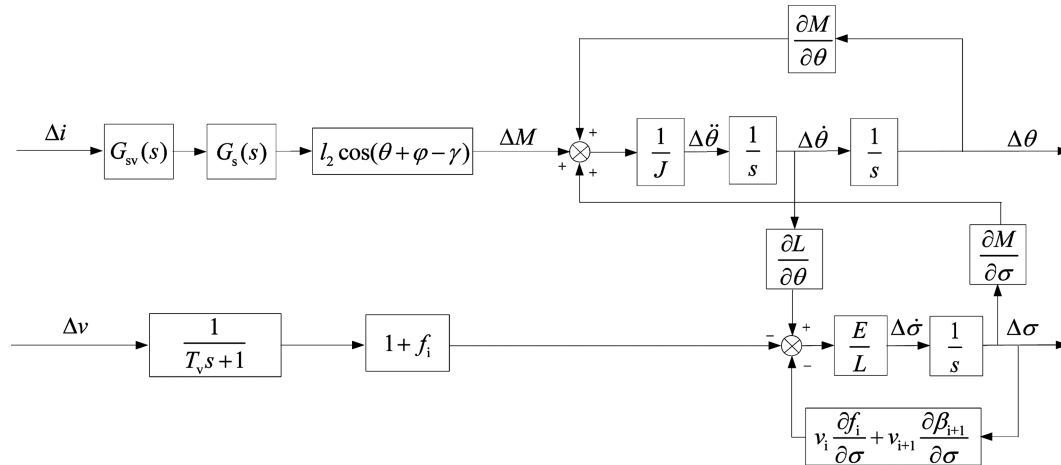 ∂M/∂θ
Δi
G_sv(s)
G_s(s)
l_2 cos(θ + φ − γ)
ΔM
+
+
+
1/J
Δθ̈
1/s
Δθ̇
1/s
Δθ
∂L/∂θ
∂M/∂σ
Δv
1/(T_v s + 1)
1 + f_i
−
+
−
E/L
Δσ̇
1/s
Δσ
v_i ∂f_i/∂σ + v_{i+1} ∂β_{i+1}/∂σ